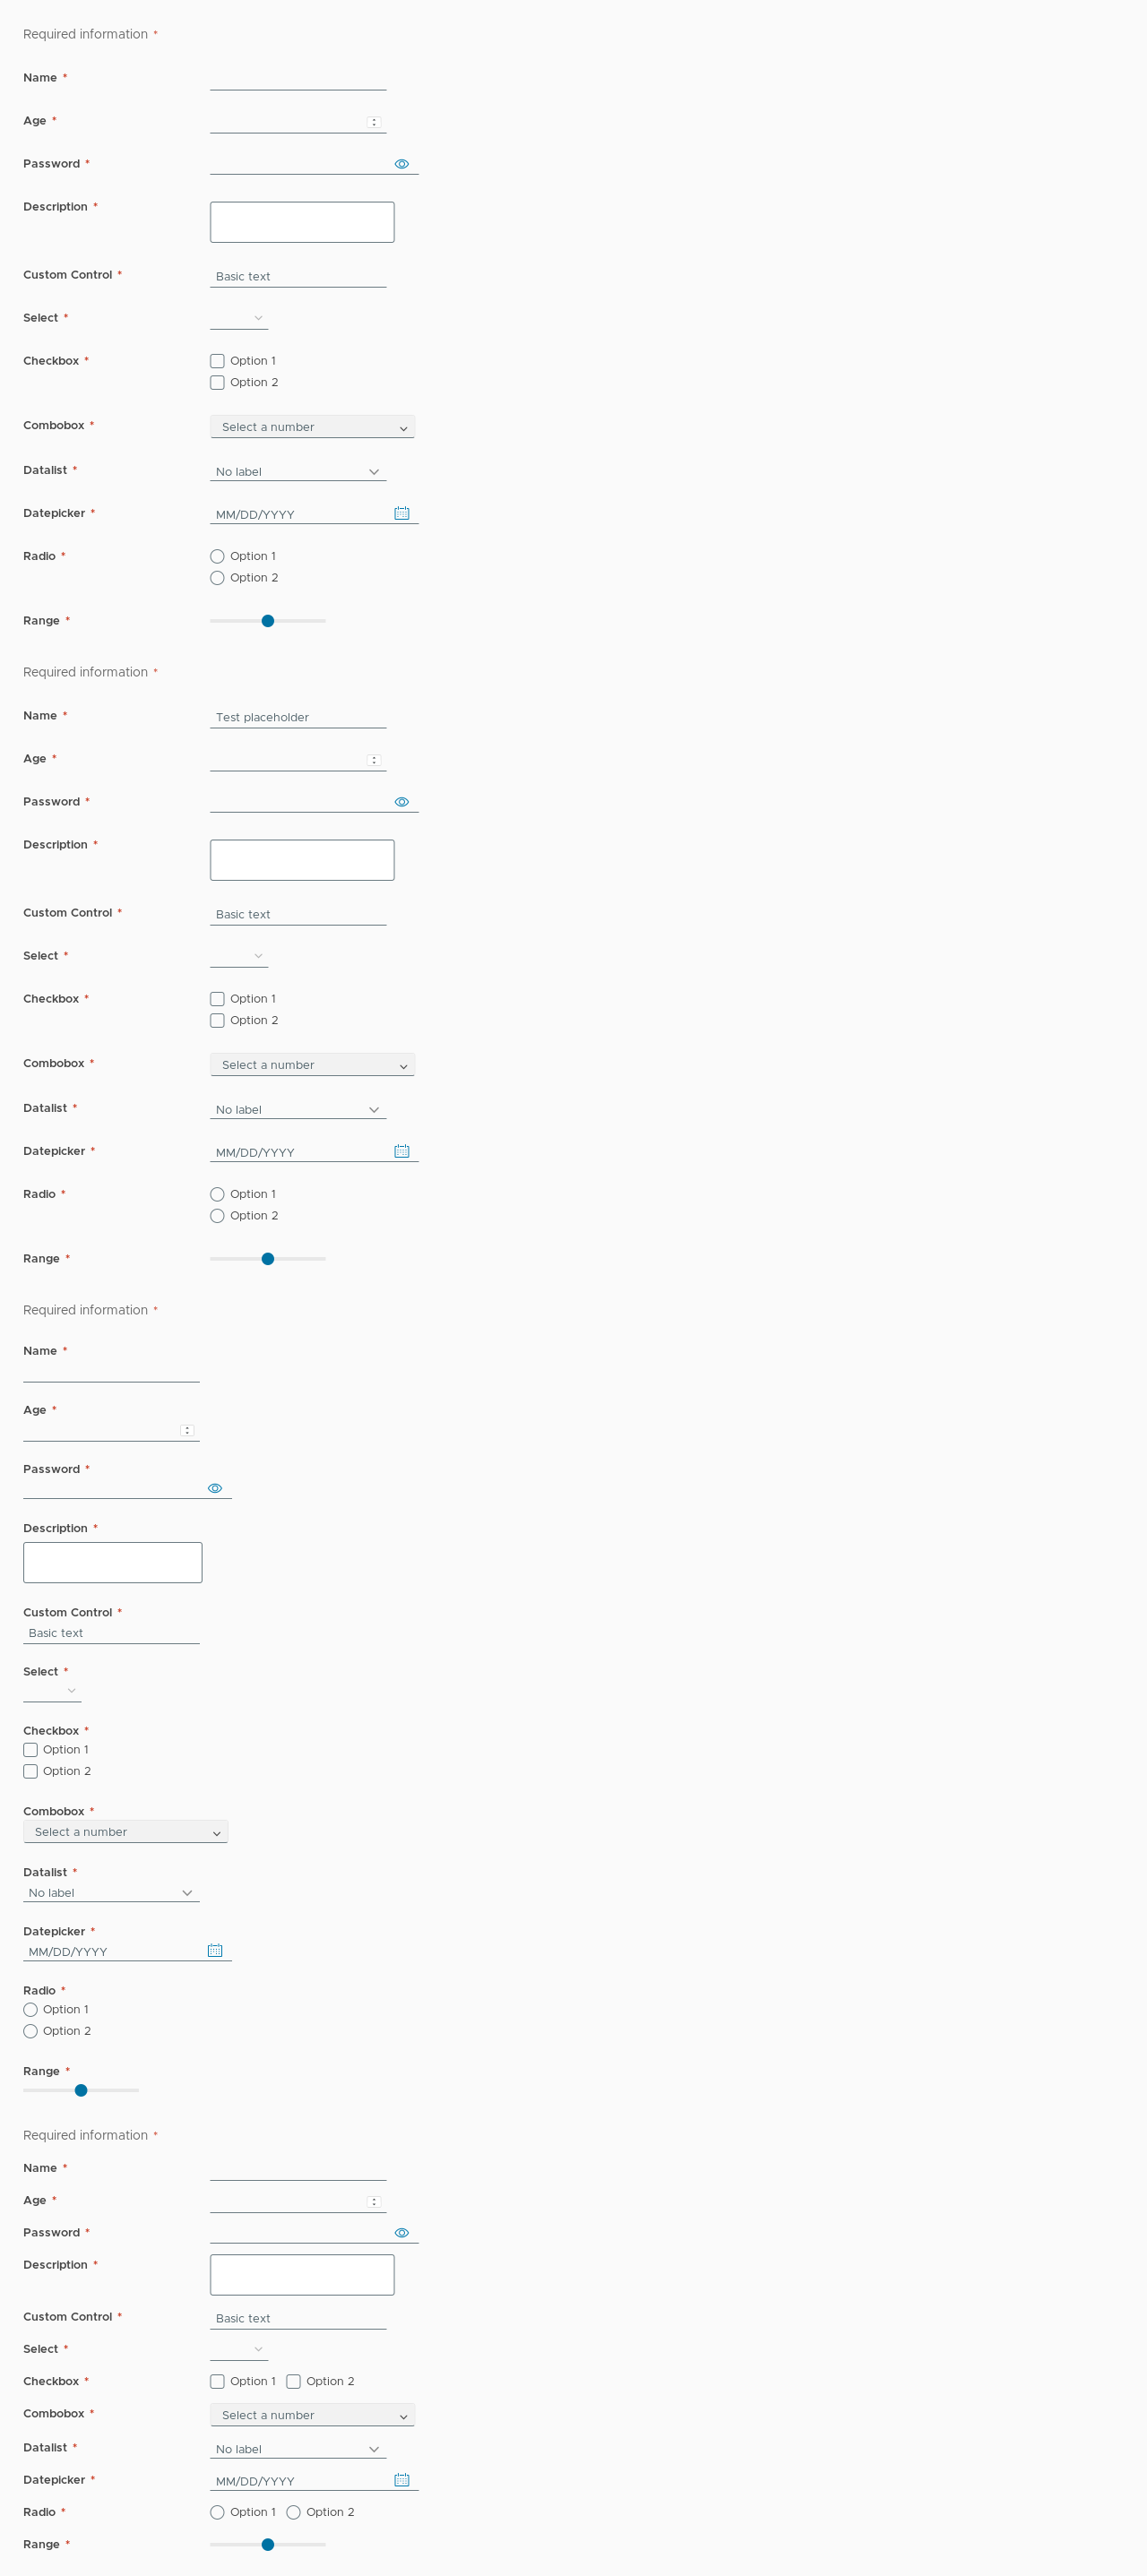 Required information *
Name *
Age *
Password *
Description *
Custom Control * Basic text
Select *
Checkbox * Option 1
Option 2
Combobox * Select a number
Datalist * No label
Datepicker * MM/DD/YYYY
Radio * Option 1
Option 2
Range *
Required information *
Name * Test placeholder
Age *
Password *
Description *
Custom Control * Basic text
Select *
Checkbox * Option 1
Option 2
Combobox * Select a number
Datalist * No label
Datepicker * MM/DD/YYYY
Radio * Option 1
Option 2
Range *
Required information *
Name *
Age *
Password *
Description *
Custom Control *
Basic text
Select *
Checkbox *
Option 1
Option 2
Combobox *
Select a number
Datalist *
No label
Datepicker *
MM/DD/YYYY
Radio *
Option 1
Option 2
Range *
Required information *
Name *
Age *
Password *
Description *
Custom Control * Basic text
Select *
Checkbox * Option 1 Option 2
Combobox * Select a number
Datalist * No label
Datepicker * MM/DD/YYYY
Radio * Option 1 Option 2
Range *